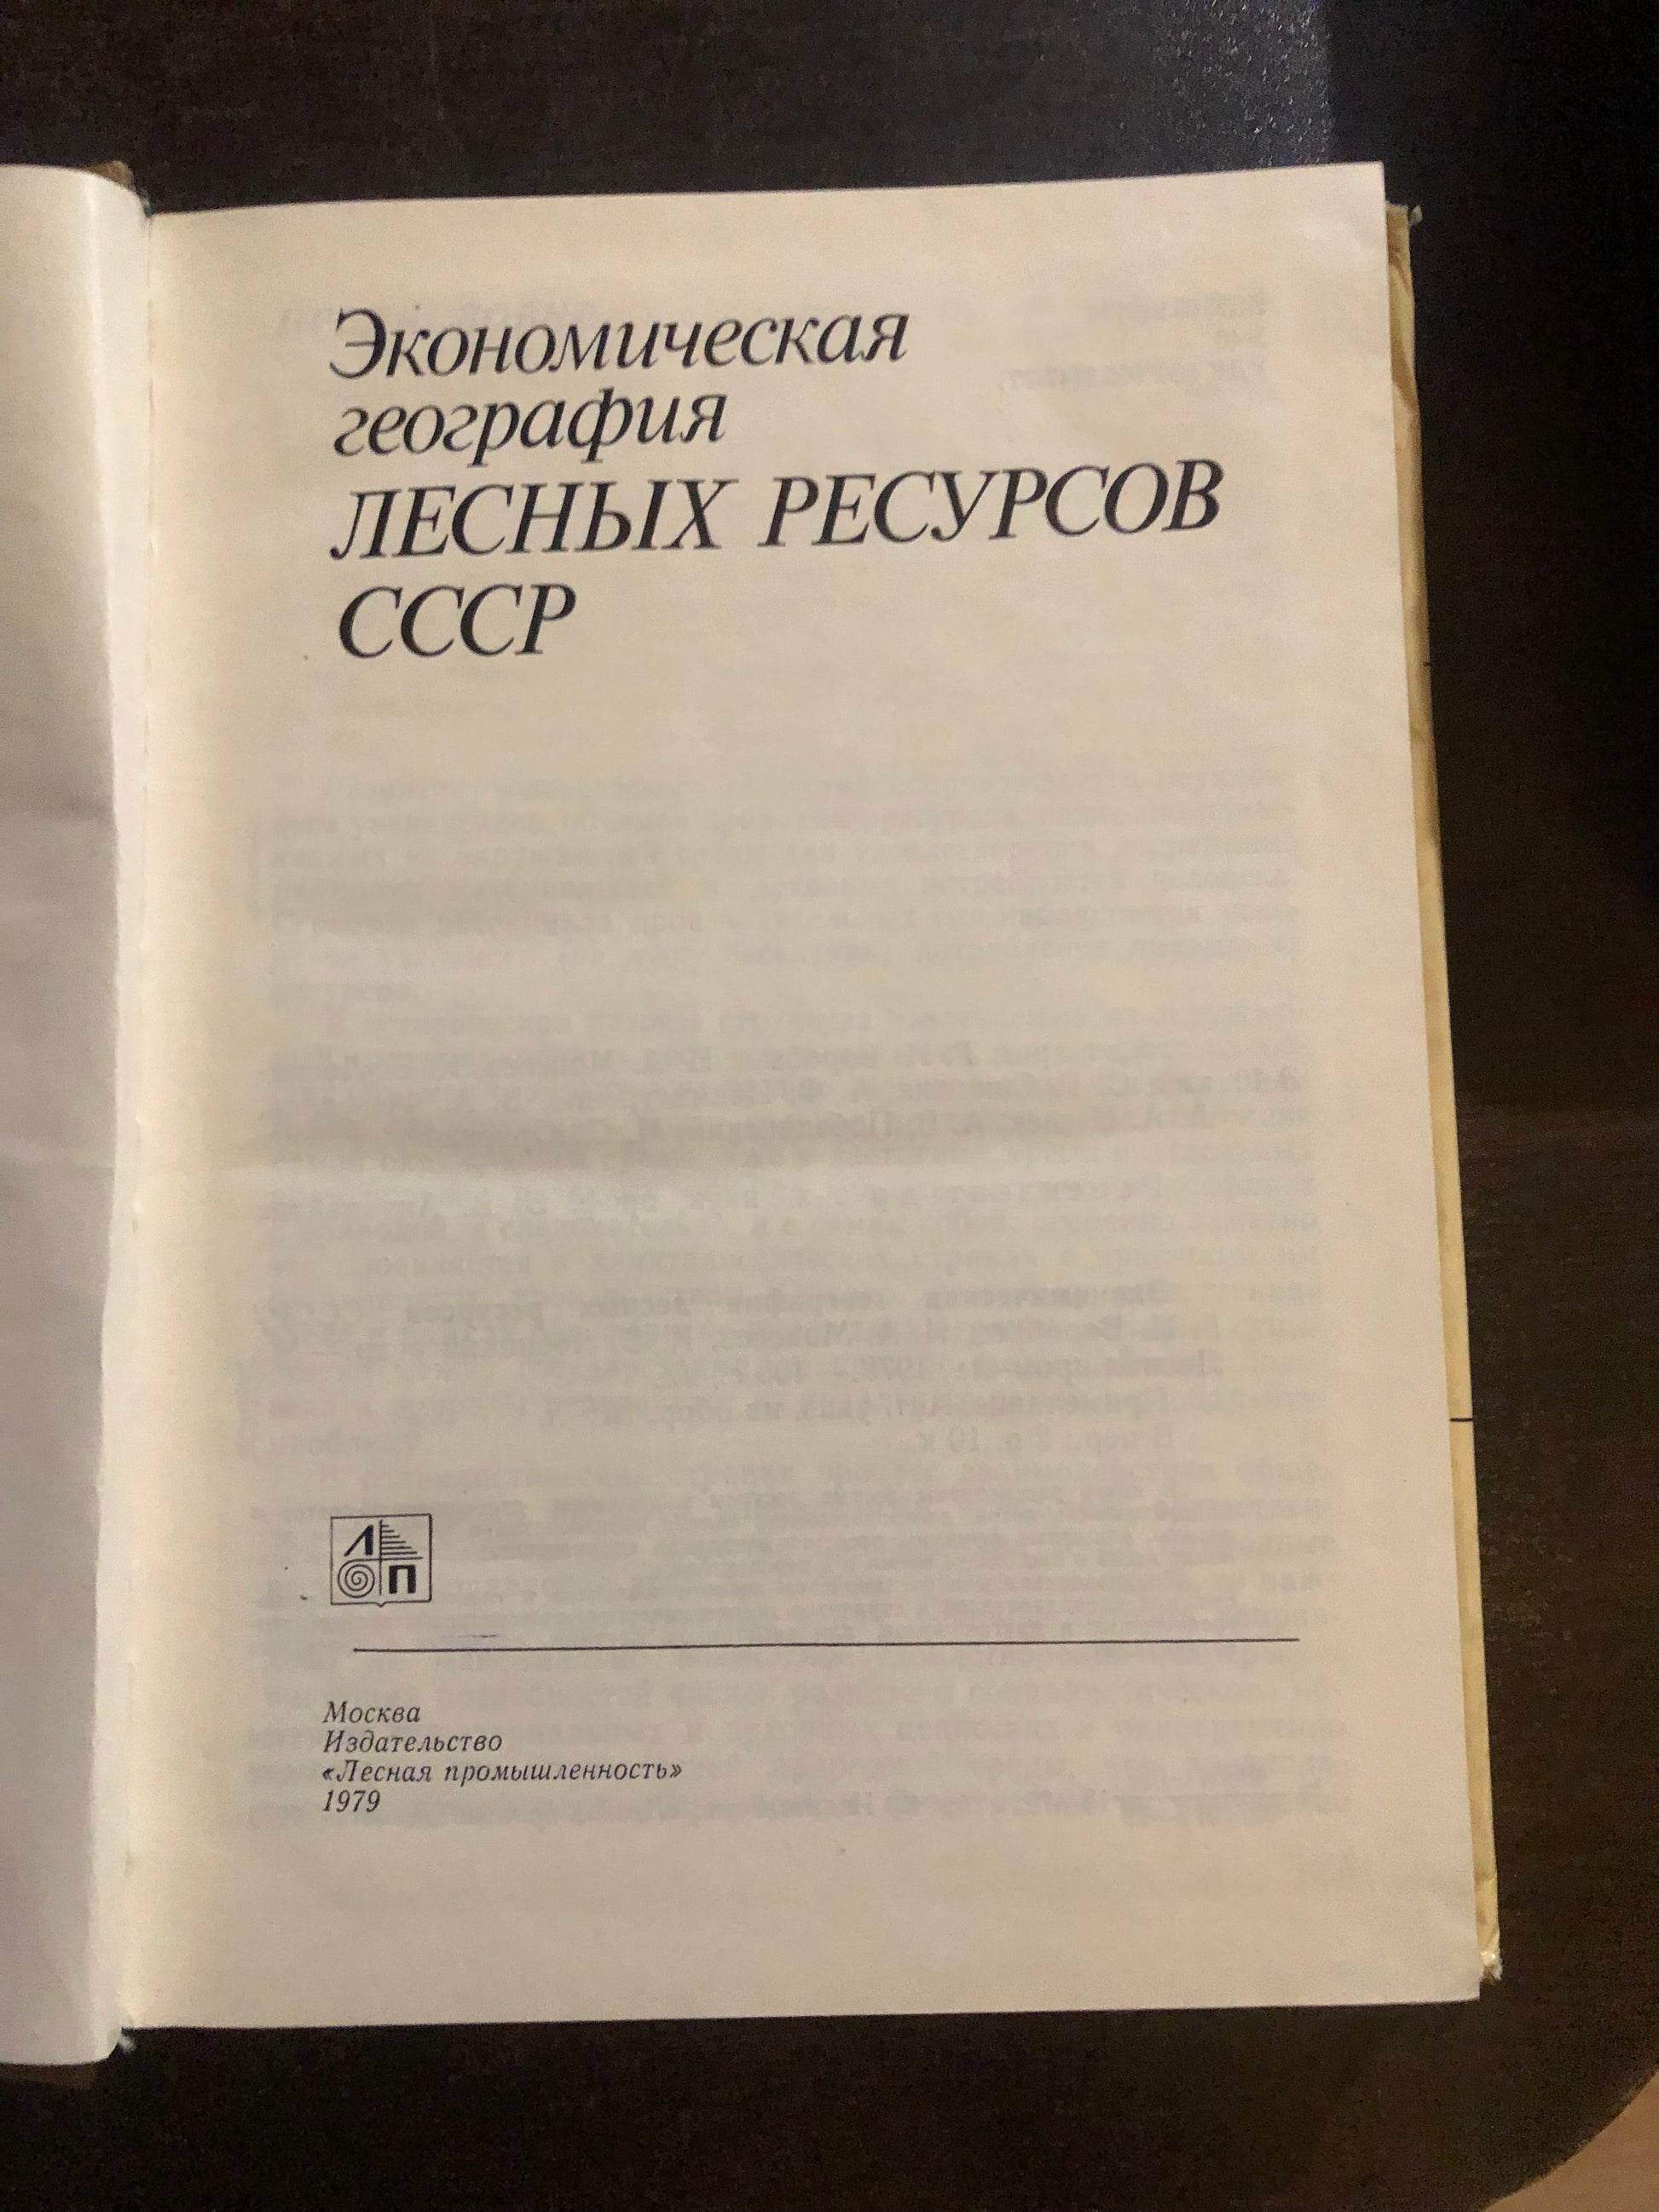 Экономическая
география
ЛЕСНЫХ РЕСУРСОВ
СССР
Л
П
Москва
Издательство
«Лесная промышленность»
1979